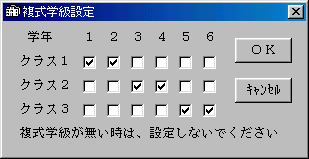 複式学級設定
学年 1 2 3 4 5 6
クラス1
クラス2
クラス3
複式学級が無い時は、設定しないでください
OK
ｷｬﾝｾﾙ